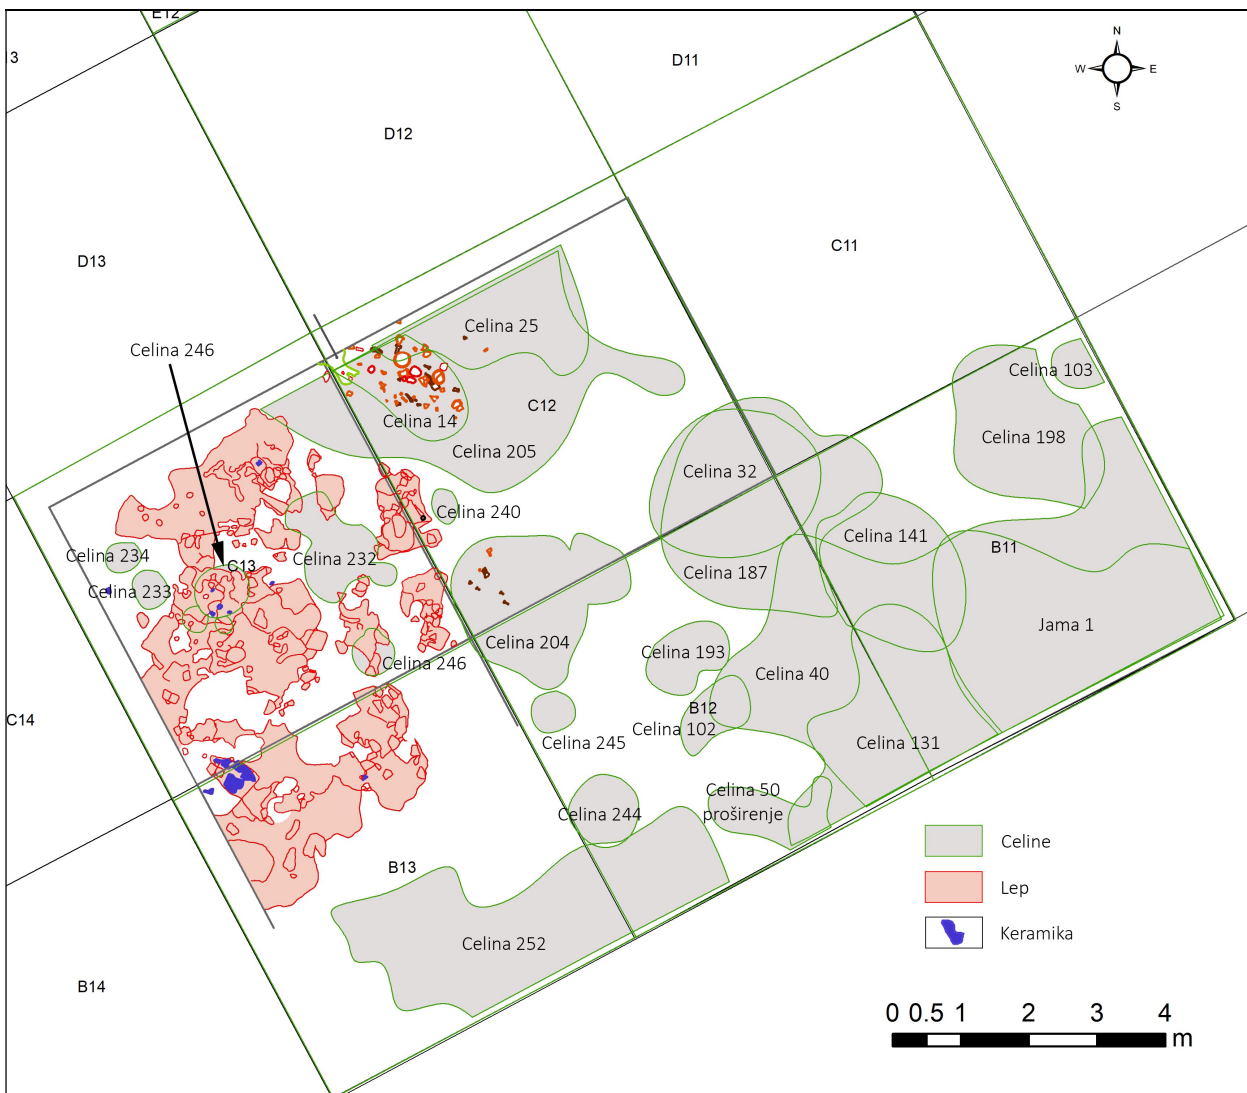 E12
N
W E
S
D11
13
D12
C11
D13
Celina 246
Celina 25
Celina 103
C12
Celina 14
Celina 198
Celina 205
Celina 32
Celina 240
Celina 141
Celina 234
Celina 232
B11
C13
Celina 187
Celina 233
Jama 1
Celina 204
Celina 193
Celina 246
Celina 40
B12
C14
Celina 102
Celina 245
Celina 131
Celina 50
proširenje
Celina 244
Celine
B13
Lep
Keramika
Celina 252
B14
0 0.5 1 2 3 4
m